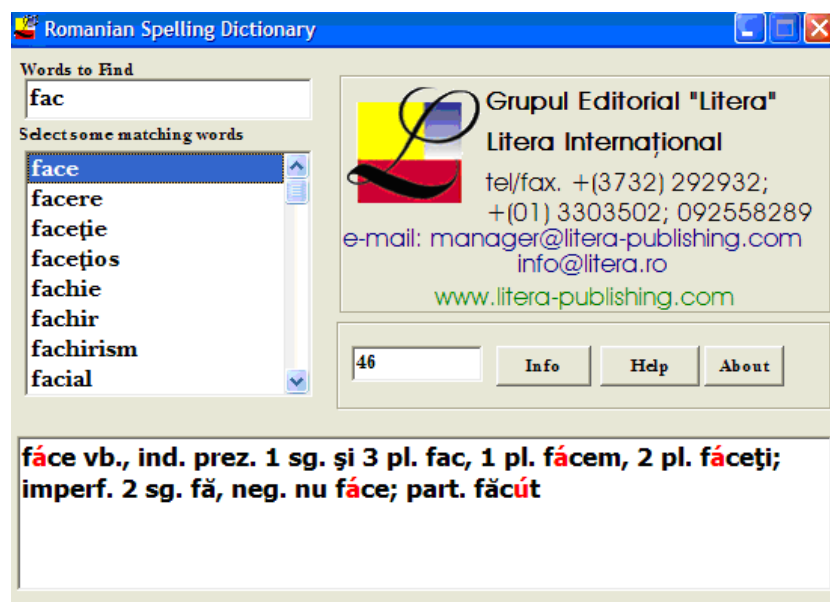 Romanian Spelling Dictionary
Words to Find
fac
Select some matching words
face
facere
faceţie
faceţios
fachie
fachir
fachirism
facial
Grupul Editorial "Litera"
Litera Internaţional
tel/fax. +(3732) 292932;
+(01) 3303502; 092558289
e-mail: manager@litera-publishing.com
info@litera.ro
www.litera-publishing.com
46
Info
Help
About
fáce vb., ind. prez. 1 sg. şi 3 pl. fac, 1 pl. fácem, 2 pl. fáceţi;
imperf. 2 sg. fă, neg. nu fáce; part. făcút